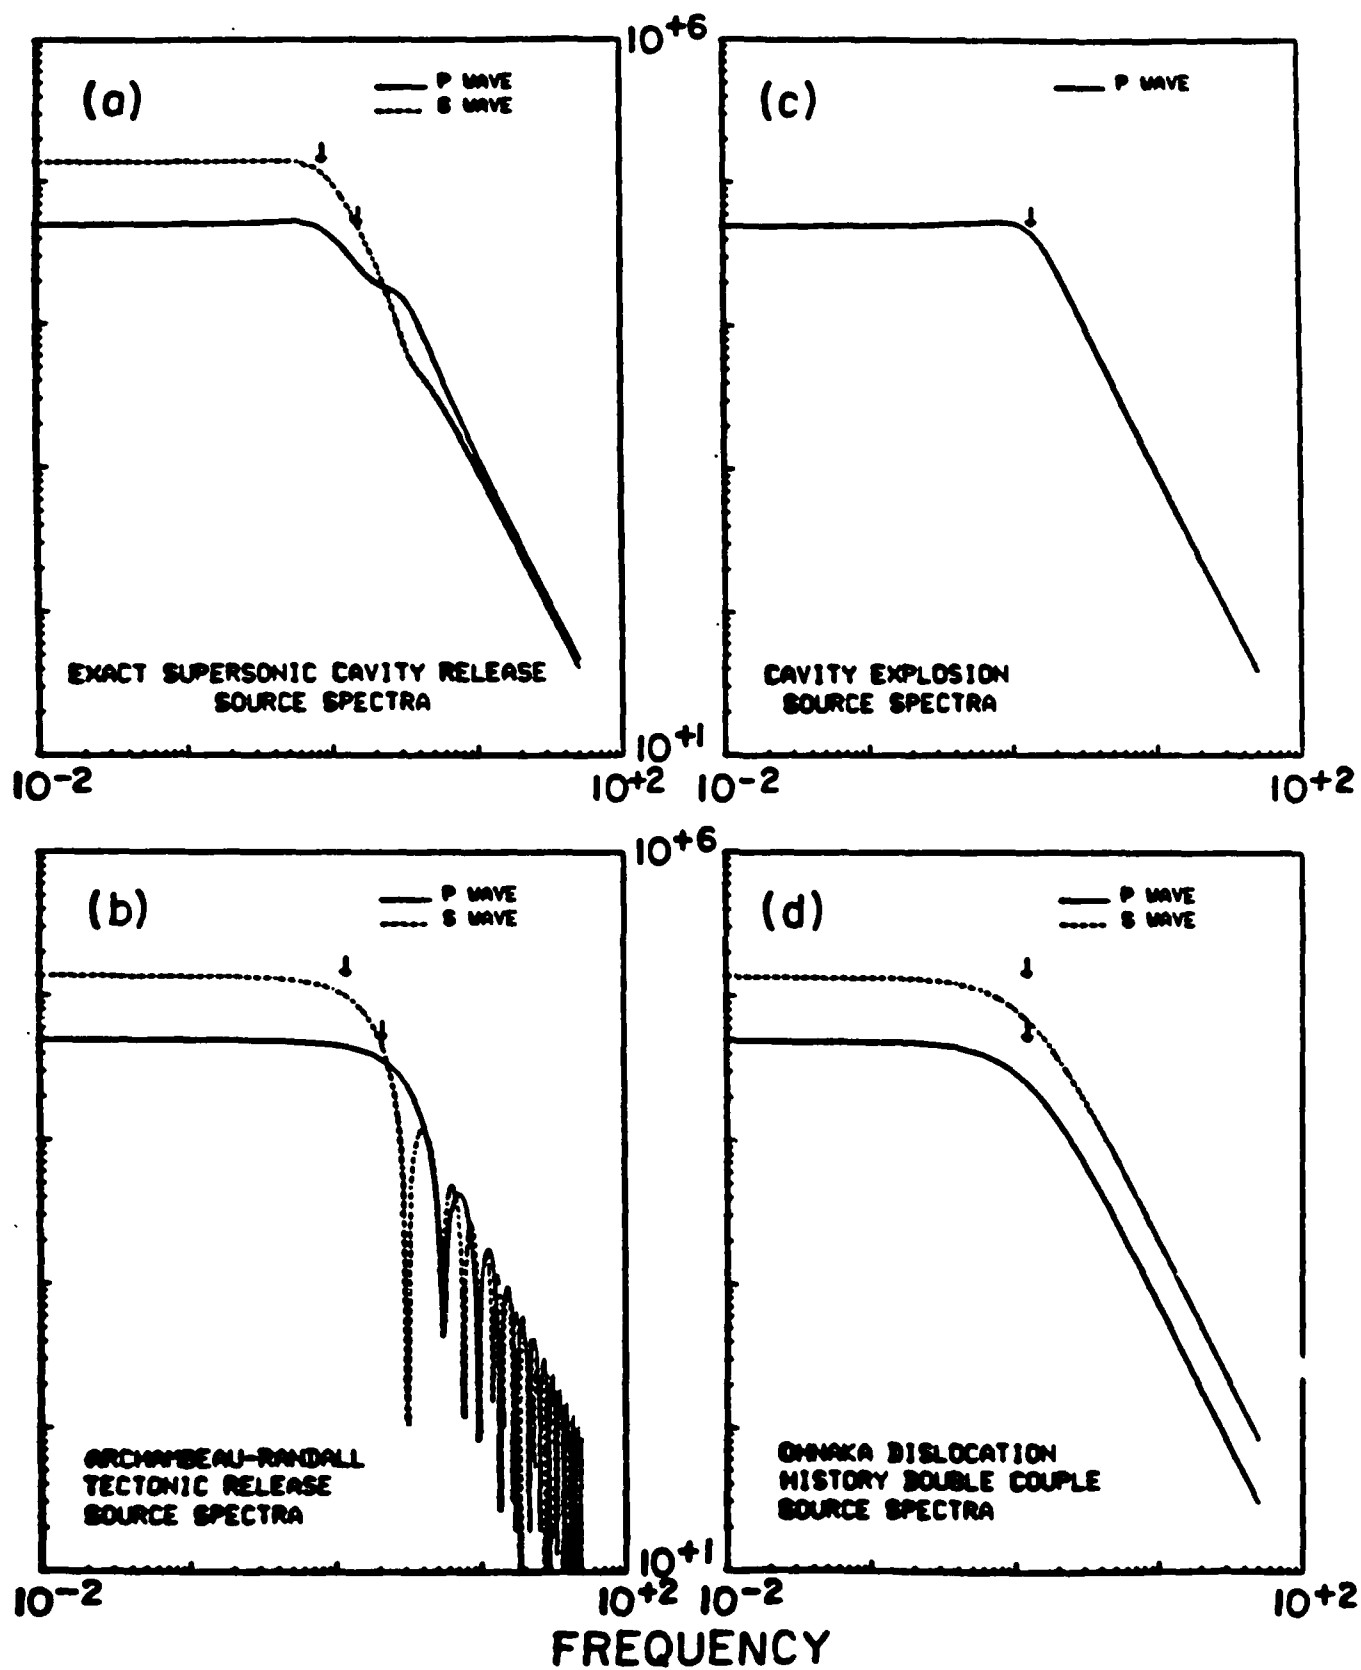 (a)
P WAVE
S WAVE
EXACT SUPERSONIC CAVITY RELEASE
SOURCE SPECTRA
10+6
10+1
10-2
10+2
(c)
P WAVE
CAVITY EXPLOSION
SOURCE SPECTRA
10-2
10+2
(b)
P WAVE
S WAVE
ARCHAMBEAU-RANDALL
TECTONIC RELEASE
SOURCE SPECTRA
10+6
10+1
10-2
10+2
(d)
P WAVE
S WAVE
OHNAKA DISLOCATION
HISTORY DOUBLE COUPLE
SOURCE SPECTRA
10-2
10+2
FREQUENCY